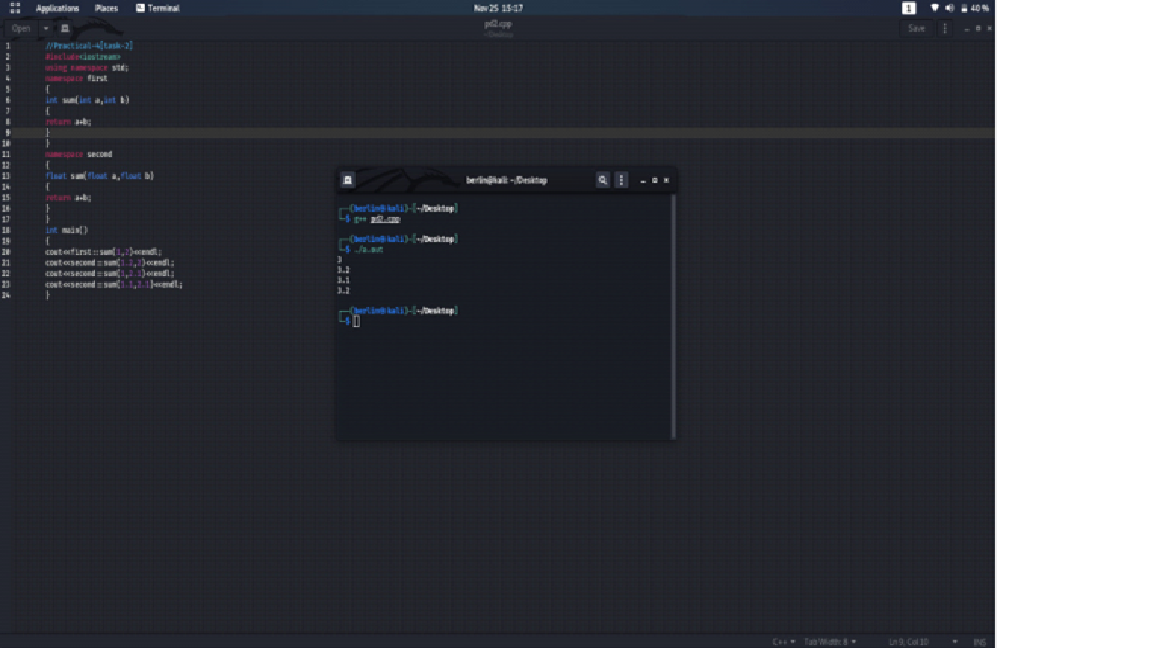 Applications Places Terminal Nov 25 15:17 1 40 %
Open p62.cpp Save
~/Desktop
1 //Practical-4[task-2]
2 #include<iostream>
3 using namespace std;
4 namespace first
5 {
6 int sum(int a,int b)
7 {
8 return a+b;
9 }
10 }
11 namespace second
12 {
13 float sum(float a,float b)
14 {
15 return a+b;
16 }
17 }
18 int main()
19 {
20 cout<<first::sum(1,2)<<endl;
21 cout<<second::sum(1.2,2)<<endl;
22 cout<<second::sum(1,2.1)<<endl;
23 cout<<second::sum(1.1,2.1)<<endl;
24 }
berlin@kali: ~/Desktop
(berlin@kali)-[~/Desktop]
$ g++
(berlin@kali)-[~/Desktop]
$ ./a.out
3
3.2
3.1
3.2
(berlin@kali)-[~/Desktop]
$
C++ Tab Width: 8 Ln 9, Col 10 INS